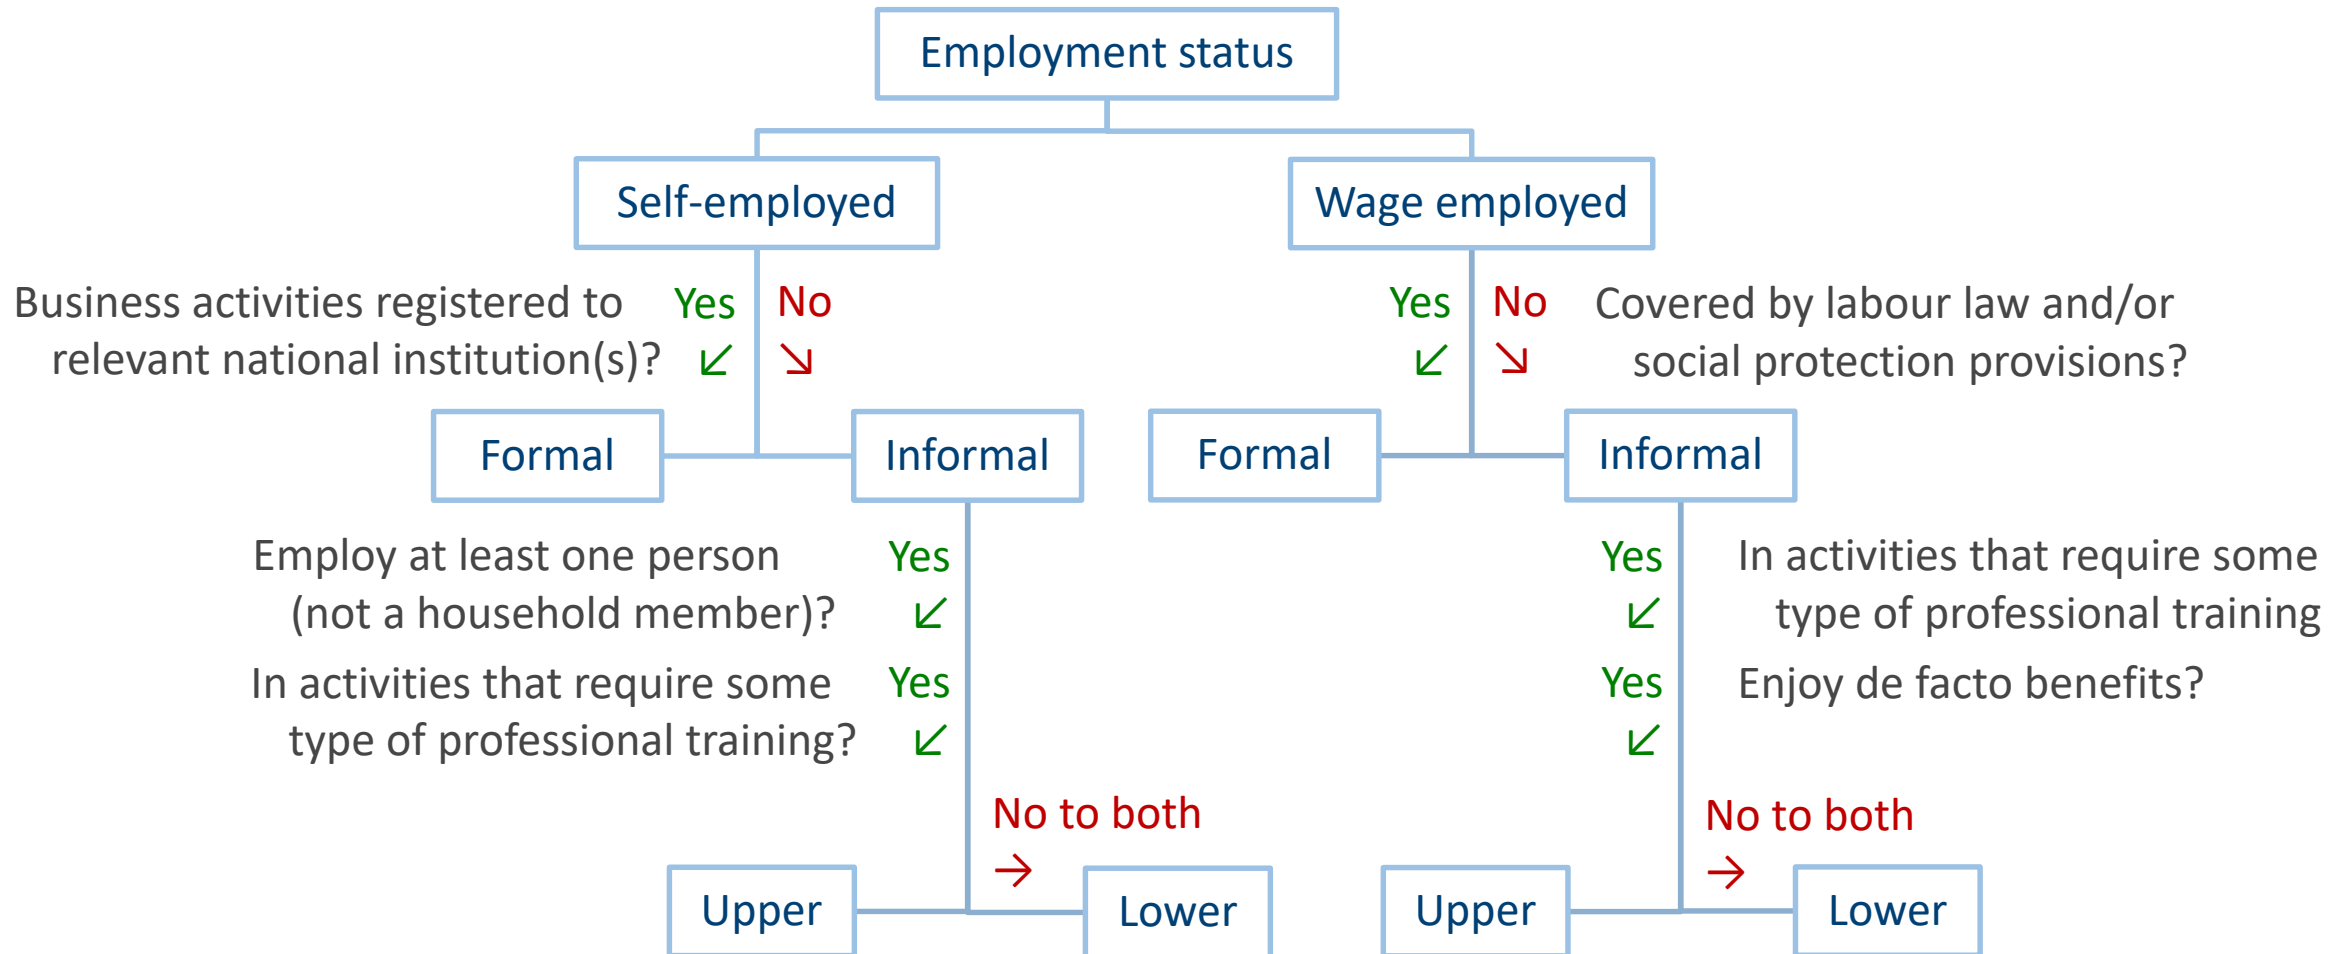 Employment status
Self-employed
Wage employed
Business activities registered to
relevant national institution(s)?
Yes
↙
No
↘
Yes
↙
No
↘
Covered by labour law and/or
social protection provisions?
Formal
Informal
Formal
Informal
Employ at least one person
(not a household member)?
Yes
↙
In activities that require some
type of professional training?
Yes
↙
Yes
↙
In activities that require some
type of professional training
Yes
↙
Enjoy de facto benefits?
No to both
→
No to both
→
Upper
Lower
Upper
Lower